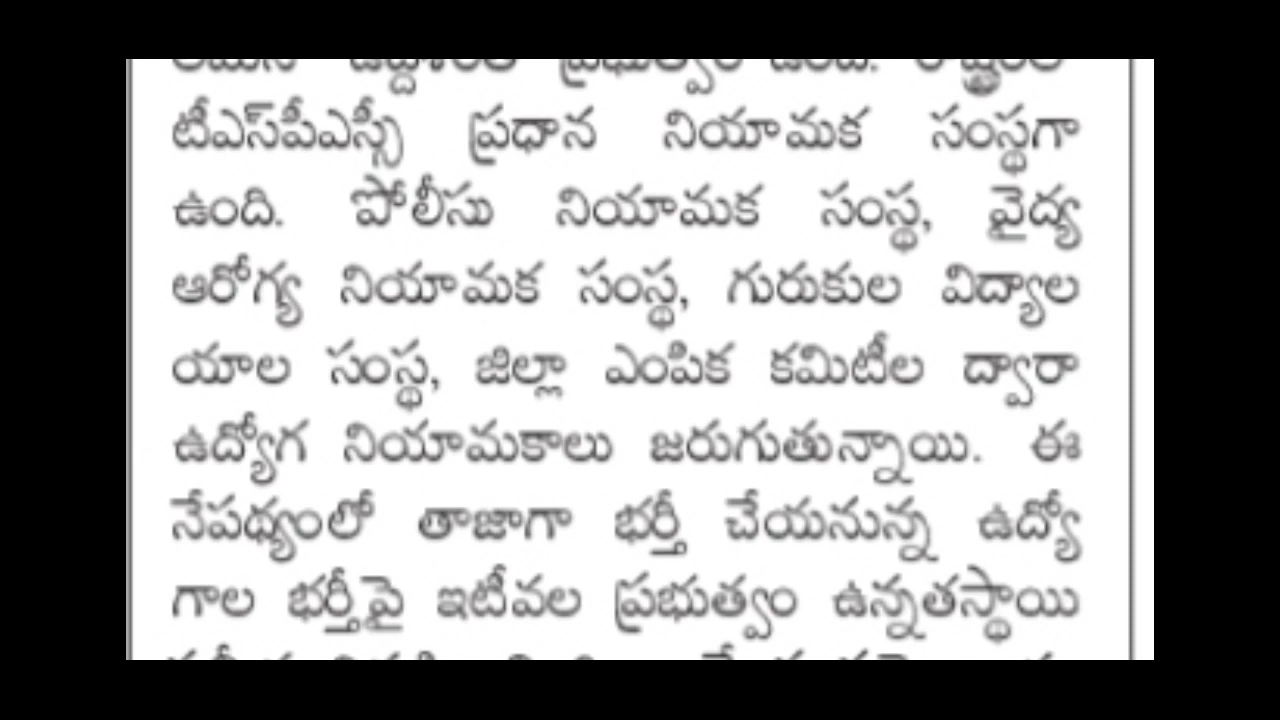 టీఎస్‌పీఎస్సీ ప్రధాన నియామక సంస్థగా
ఉంది. పోలీసు నియామక సంస్థ, వైద్య
ఆరోగ్య నియామక సంస్థ, గురుకుల విద్యాల
యాల సంస్థ, జిల్లా ఎంపిక కమిటీల ద్వారా
ఉద్యోగ నియామకాలు జరుగుతున్నాయి. ఈ
నేపథ్యంలో తాజాగా భర్తీ చేయనున్న ఉద్యో
గాల భర్తీపై ఇటీవల ప్రభుత్వం ఉన్నతస్థాయి